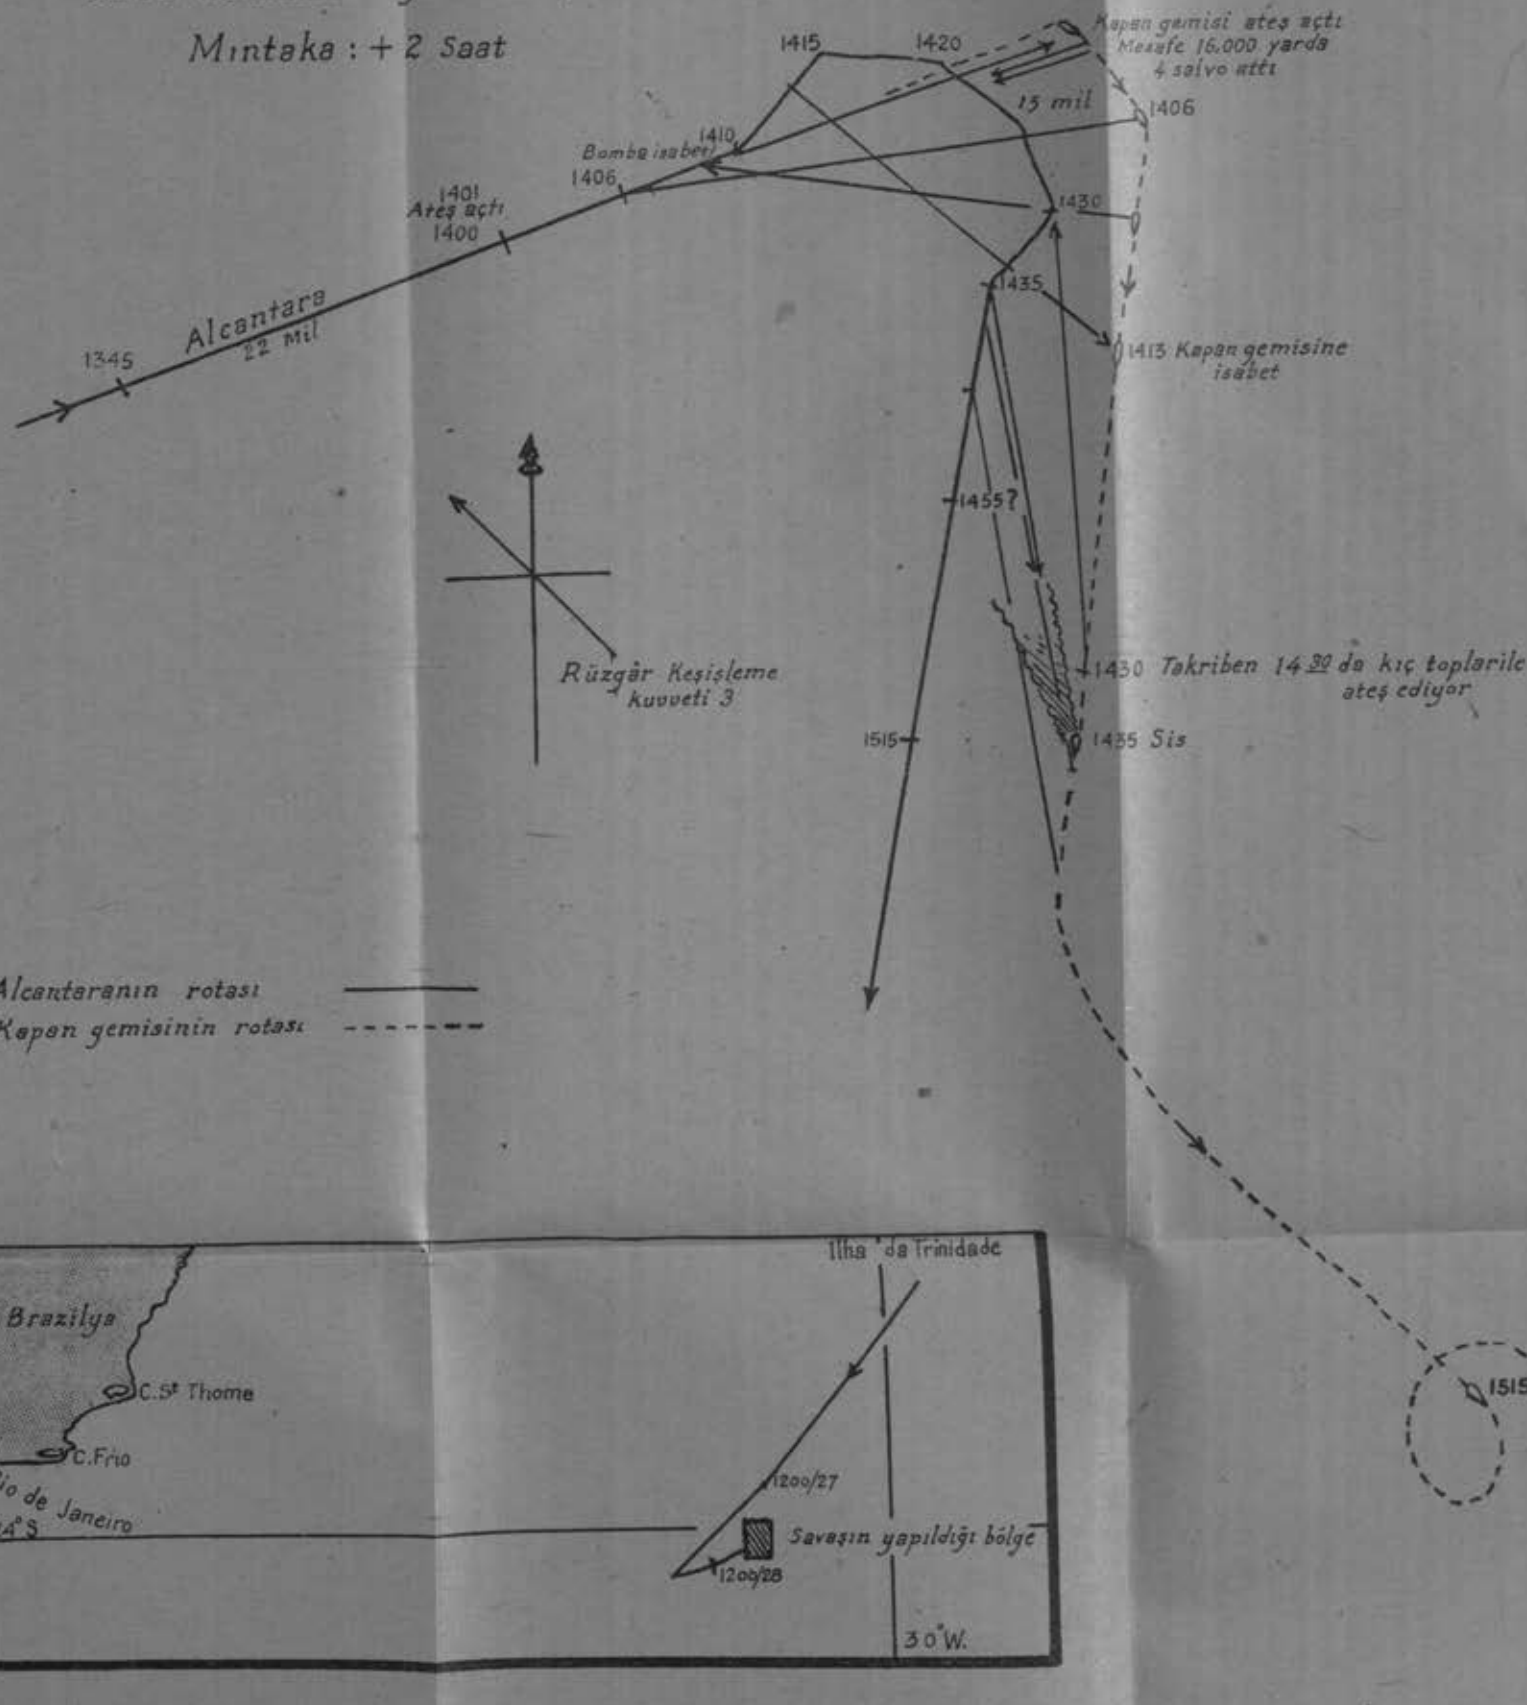 Mıntaka : + 2 Saat
1415
1420
Kapan gemisi ateş açtı
Mesafe 16.000 yarda
4 salvo attı
15 mil
1406
1410
Bomba isabeti
1406
1401
Ateş açtı
1400
1430
1435
Alcantara
22 Mil
1345
1413 Kapan gemisine
isabet
1455?
Rüzgâr Keşişleme
kuvveti 3
1430 Takriben 14 30 da kıç toplarile
ateş ediyor
1515
1435 Sis
Alcantaranın rotası
Kapan gemisinin rotası
Ilha da Trinidade
Brazilya
C.St Thome
1515
C.Frio
1200/27
io de Janeiro
4°S
Savaşın yapıldığı bölge
1200/28
30°W.